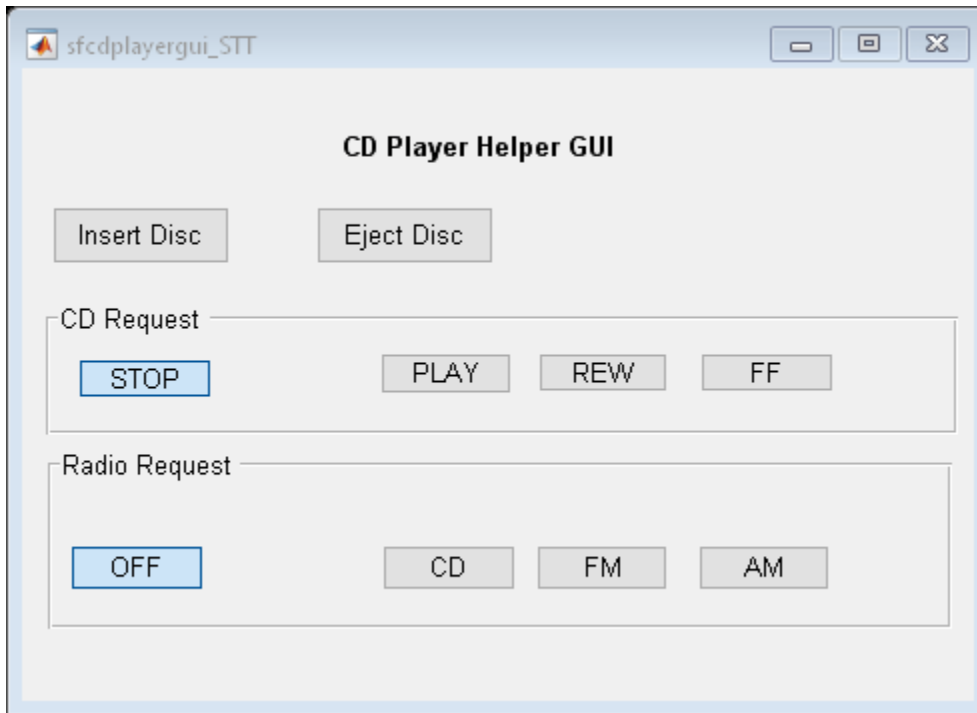 sfcdplayergui_STT
CD Player Helper GUI
Insert Disc Eject Disc
CD Request
STOP PLAY REW FF
Radio Request
OFF CD FM AM